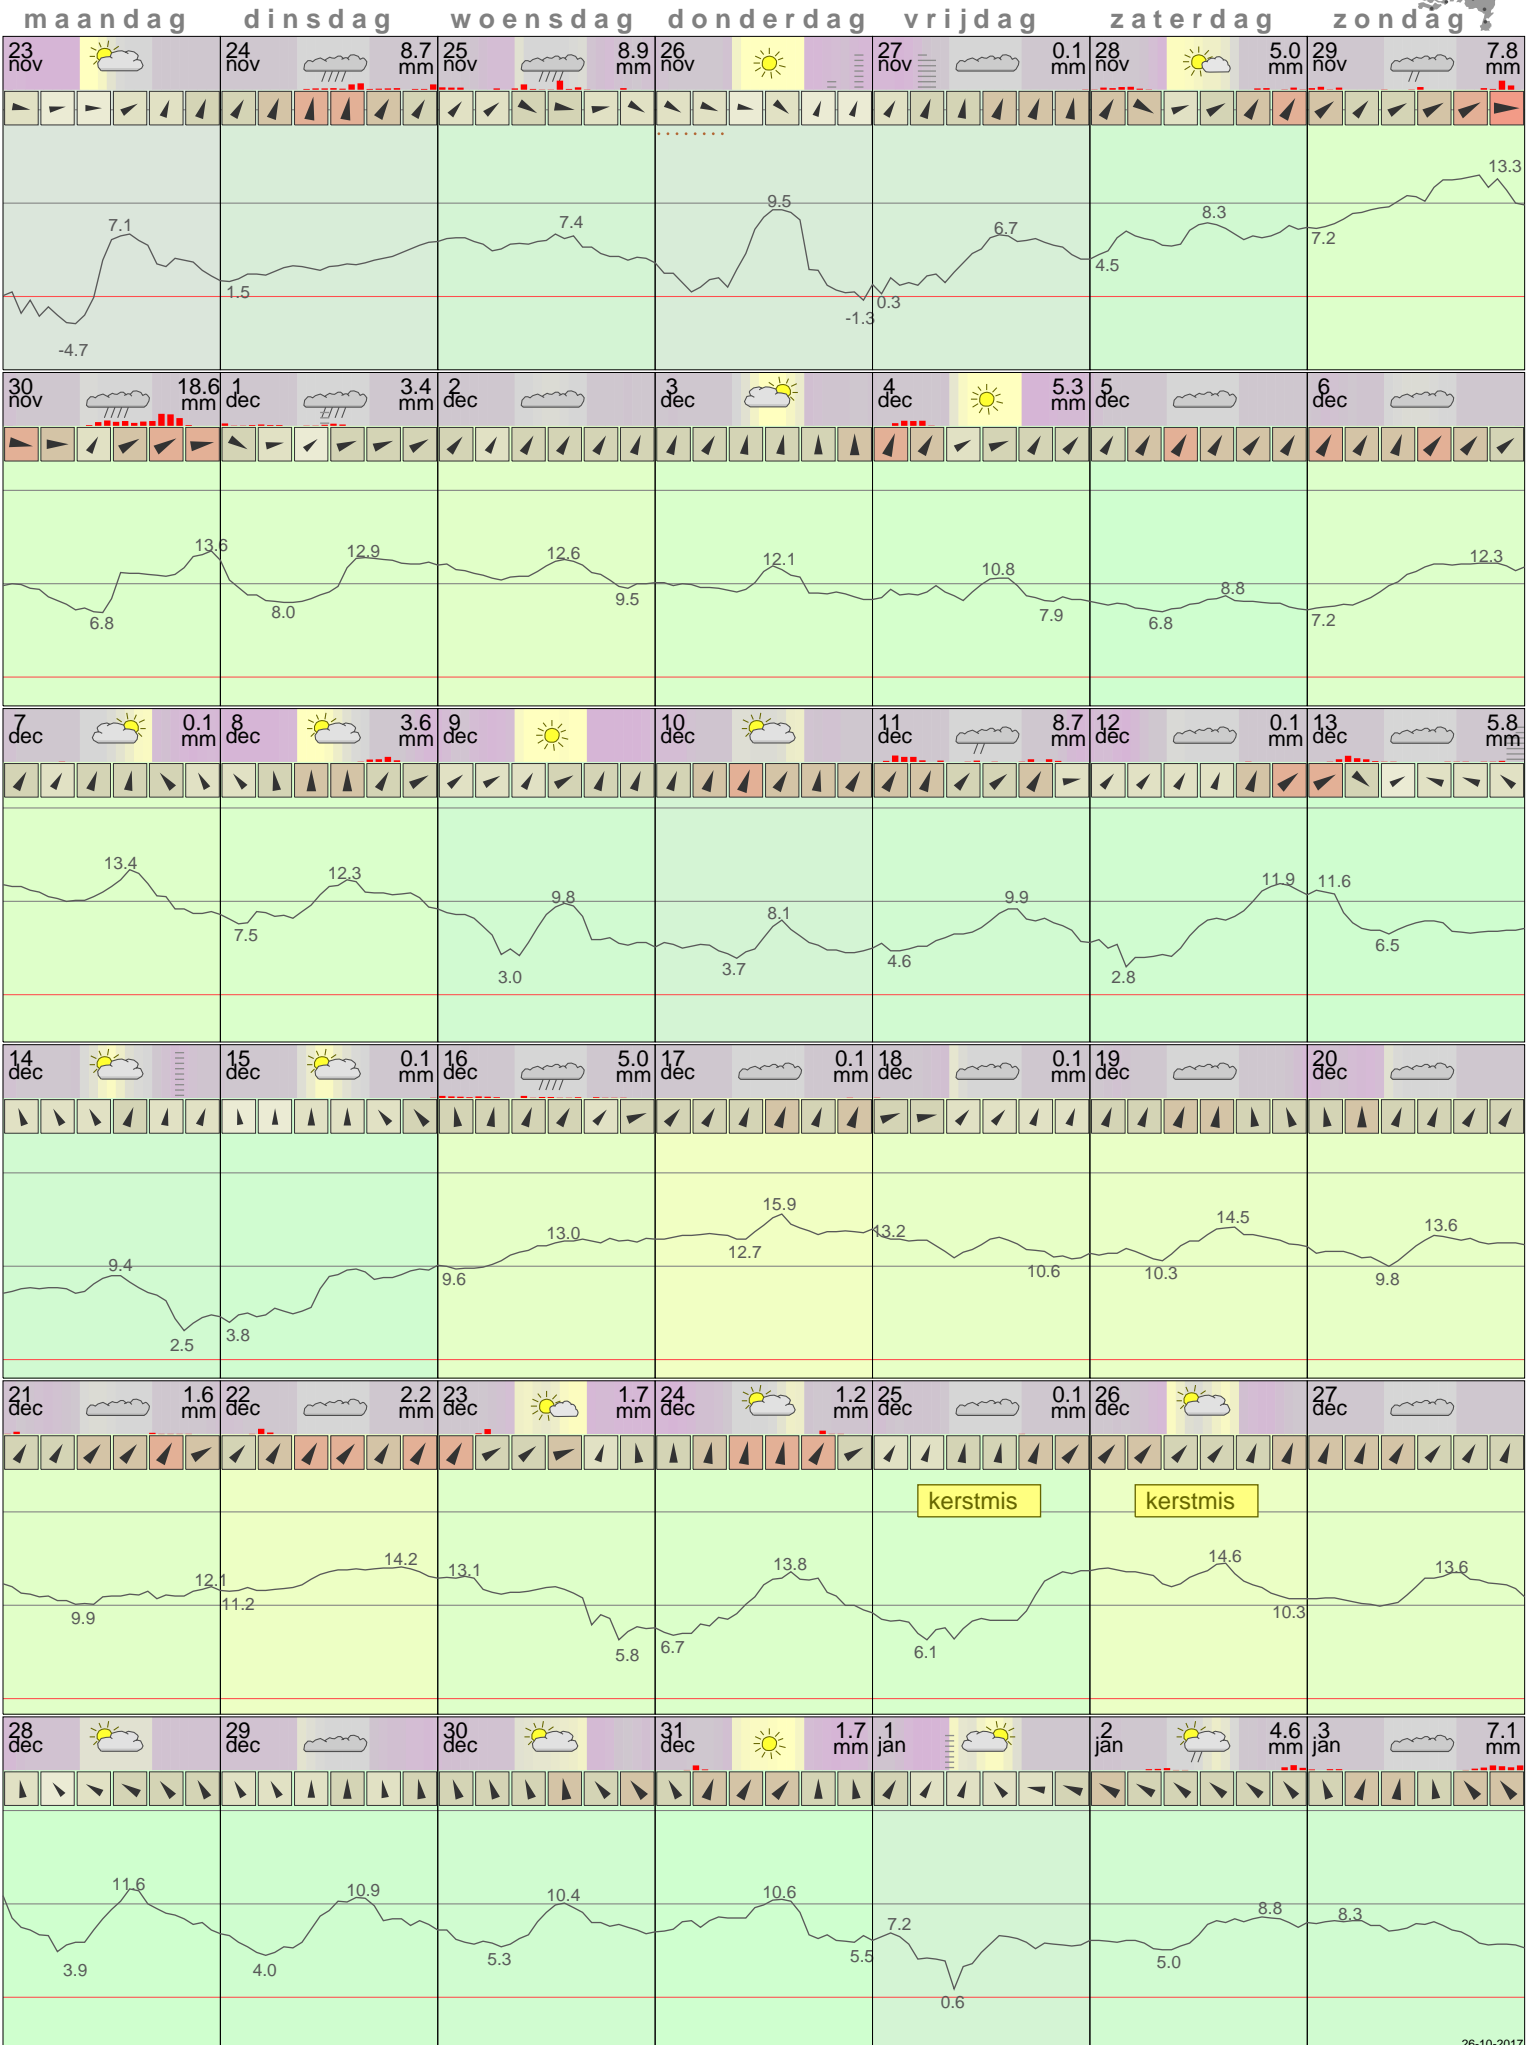 maandag dinsdag woensdag donderdag vrijdag zaterdag zondag
23 nov
24 nov 8.7 mm
25 nov 8.9 mm
26 nov
27 nov 0.1 mm
28 nov 5.0 mm
29 nov 7.8 mm
-4.7 7.1 1.5 7.4 9.5 -1.3 0.3 6.7 4.5 8.3 7.2 13.3
30 nov 18.6 mm
1 dec 3.4 mm
2 dec
3 dec
4 dec 5.3 mm
5 dec
6 dec
6.8 13.6 8.0 12.9 12.6 9.5 12.1 10.8 7.9 6.8 8.8 7.2 12.3
7 dec 0.1 mm
8 dec 3.6 mm
9 dec
10 dec
11 dec 8.7 mm
12 dec 0.1 mm
13 dec 5.8 mm
13.4 7.5 12.3 3.0 9.8 3.7 8.1 4.6 9.9 2.8 11.9 11.6 6.5
14 dec
15 dec 0.1 mm
16 dec 5.0 mm
17 dec 0.1 mm
18 dec 0.1 mm
19 dec
20 dec
9.4 2.5 3.8 9.6 13.0 12.7 15.9 13.2 10.6 10.3 14.5 9.8 13.6
21 dec 1.6 mm
22 dec 2.2 mm
23 dec 1.7 mm
24 dec 1.2 mm
25 dec 0.1 mm
26 dec
27 dec
kerstmis kerstmis
9.9 12.1 11.2 14.2 13.1 5.8 6.7 13.8 6.1 14.6 10.3 13.6
28 dec
29 dec
30 dec
31 dec 1.7 mm
1 jan
2 jan 4.6 mm
3 jan 7.1 mm
3.9 11.6 4.0 10.9 5.3 10.4 10.6 5.5 7.2 0.6 5.0 8.8 8.3
26-10-2017